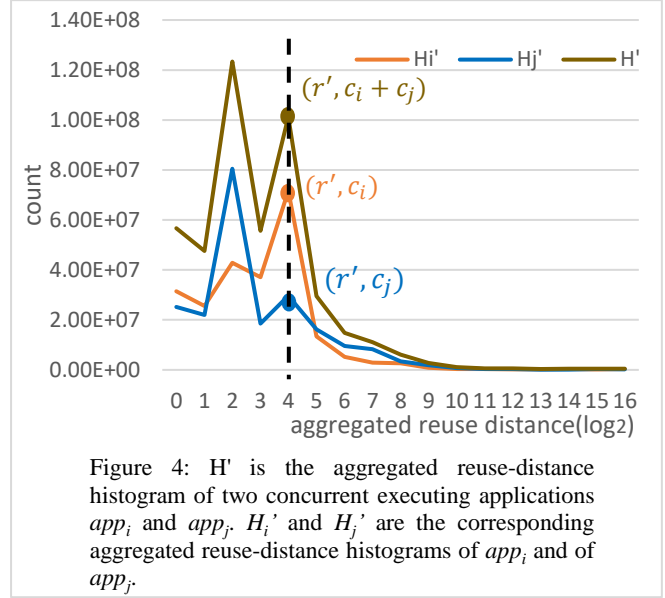 1.40E+08
1.20E+08
1.00E+08
8.00E+07
6.00E+07
4.00E+07
2.00E+07
0.00E+00
count
Hi' Hj' H'
(r′, c_i + c_j)
(r′, c_i)
(r′, c_j)
0 1 2 3 4 5 6 7 8 9 10 11 12 13 14 15 16
aggregated reuse distance(log2)
Figure 4: H' is the aggregated reuse-distance
histogram of two concurrent executing applications
app_i and app_j. H_i’ and H_j’ are the corresponding
aggregated reuse-distance histograms of app_i and of
app_j.